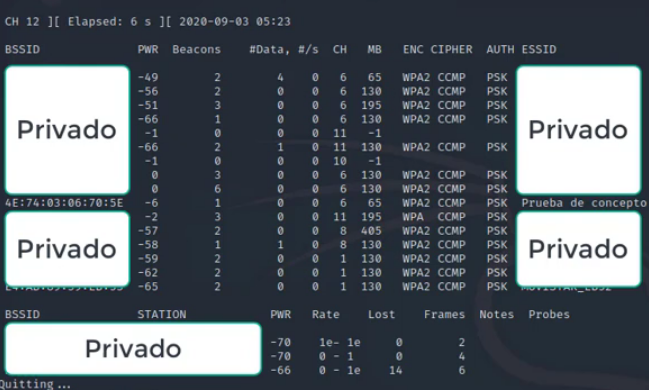 CH 12 ][ Elapsed: 6 s ][ 2020-09-03 05:23
BSSID PWR Beacons #Data, #/s CH MB ENC CIPHER AUTH ESSID
-49 2 4 0 6 65 WPA2 CCMP PSK
-56 2 0 0 6 130 WPA2 CCMP PSK
-51 3 0 0 6 195 WPA2 CCMP PSK
-66 1 0 0 6 130 WPA2 CCMP PSK
Privado -1 0 0 0 11 -1 Privado
-66 2 1 0 11 130 WPA2 CCMP PSK
-1 0 0 0 10 -1
0 3 0 0 6 130 WPA2 CCMP PSK
0 6 0 0 6 130 WPA2 CCMP PSK
4E:74:03:06:70:5E -6 1 0 0 6 65 WPA2 CCMP PSK Prueba de concepto
-2 3 0 0 11 195 WPA CCMP PSK
-57 2 0 0 8 405 WPA2 CCMP PSK
Privado -58 1 1 0 8 130 WPA2 CCMP PSK Privado
-59 2 0 0 1 130 WPA2 CCMP PSK
-62 2 0 0 1 130 WPA2 CCMP PSK
-65 2 0 0 1 130 WPA2 CCMP PSK
BSSID STATION PWR Rate Lost Frames Notes Probes
Privado -70 1e- 1e 0 2
-70 0 - 1 0 4
-66 0 - 1e 14 6
Quitting ...